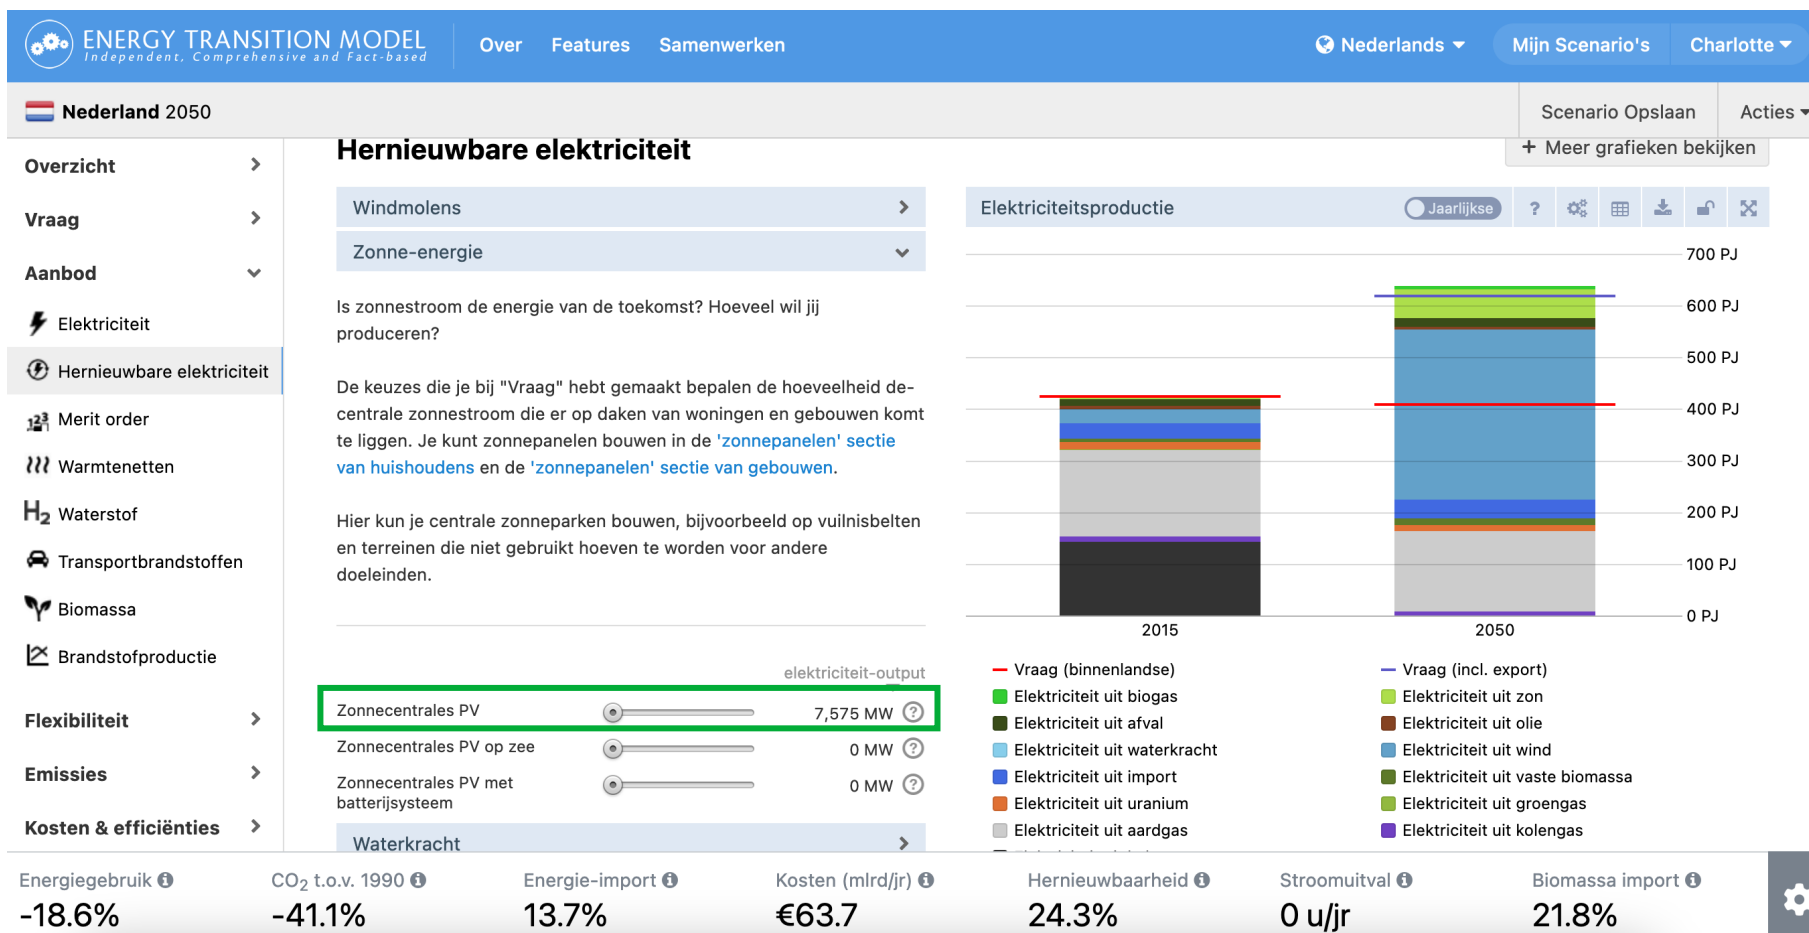 ENERGY TRANSITION MODEL
Independent, Comprehensive and Fact-based
Over
Features
Samenwerken
Nederlands
Mijn Scenario's
Charlotte
Nederland 2050
Scenario Opslaan
Acties
Overzicht
Vraag
Aanbod
Elektriciteit
Hernieuwbare elektriciteit
Merit order
Warmtenetten
H2 Waterstof
Transportbrandstoffen
Biomassa
Brandstofproductie
Flexibiliteit
Emissies
Kosten & efficiënties
Hernieuwbare elektriciteit
+ Meer grafieken bekijken
Windmolens
Zonne-energie
Is zonnestroom de energie van de toekomst? Hoeveel wil jij
produceren?
De keuzes die je bij "Vraag" hebt gemaakt bepalen de hoeveelheid de-
centrale zonnestroom die er op daken van woningen en gebouwen komt
te liggen. Je kunt zonnepanelen bouwen in de 'zonnepanelen' sectie
van huishoudens en de 'zonnepanelen' sectie van gebouwen.
Hier kun je centrale zonneparken bouwen, bijvoorbeeld op vuilnisbelten
en terreinen die niet gebruikt hoeven te worden voor andere
doeleinden.
elektriciteit-output
Zonnecentrales PV 7,575 MW ?
Zonnecentrales PV op zee 0 MW ?
Zonnecentrales PV met
batterijsysteem 0 MW ?
Waterkracht
Elektriciteitsproductie
Jaarlijkse
?
700 PJ
600 PJ
500 PJ
400 PJ
300 PJ
200 PJ
100 PJ
0 PJ
2015
2050
Vraag (binnenlandse)
Vraag (incl. export)
Elektriciteit uit biogas
Elektriciteit uit zon
Elektriciteit uit afval
Elektriciteit uit olie
Elektriciteit uit waterkracht
Elektriciteit uit wind
Elektriciteit uit import
Elektriciteit uit vaste biomassa
Elektriciteit uit uranium
Elektriciteit uit groengas
Elektriciteit uit aardgas
Elektriciteit uit kolengas
Energiegebruik
-18.6%
CO2 t.o.v. 1990
-41.1%
Energie-import
13.7%
Kosten (mlrd/jr)
€63.7
Hernieuwbaarheid
24.3%
Stroomuitval
0 u/jr
Biomassa import
21.8%